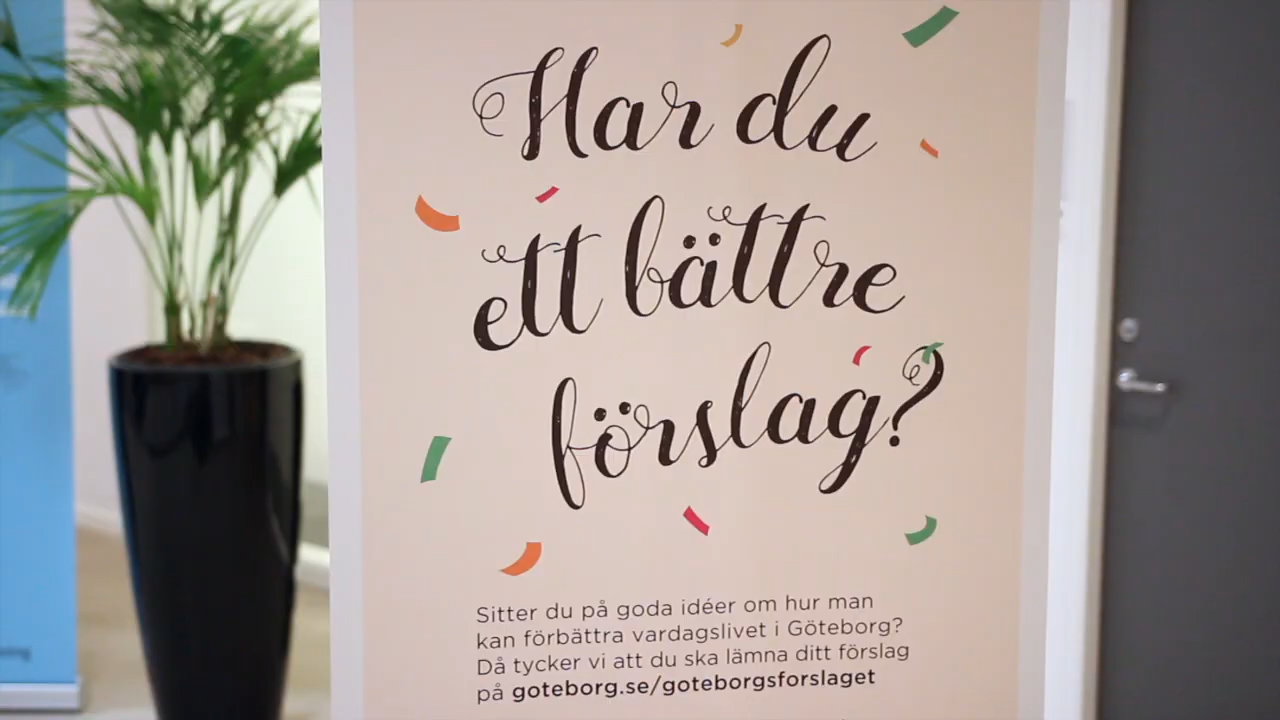 Har du
ett bättre
förslag?
Sitter du på goda idéer om hur man
kan förbättra vardagslivet i Göteborg?
Då tycker vi att du ska lämna ditt förslag
på goteborg.se/goteborgsforslaget